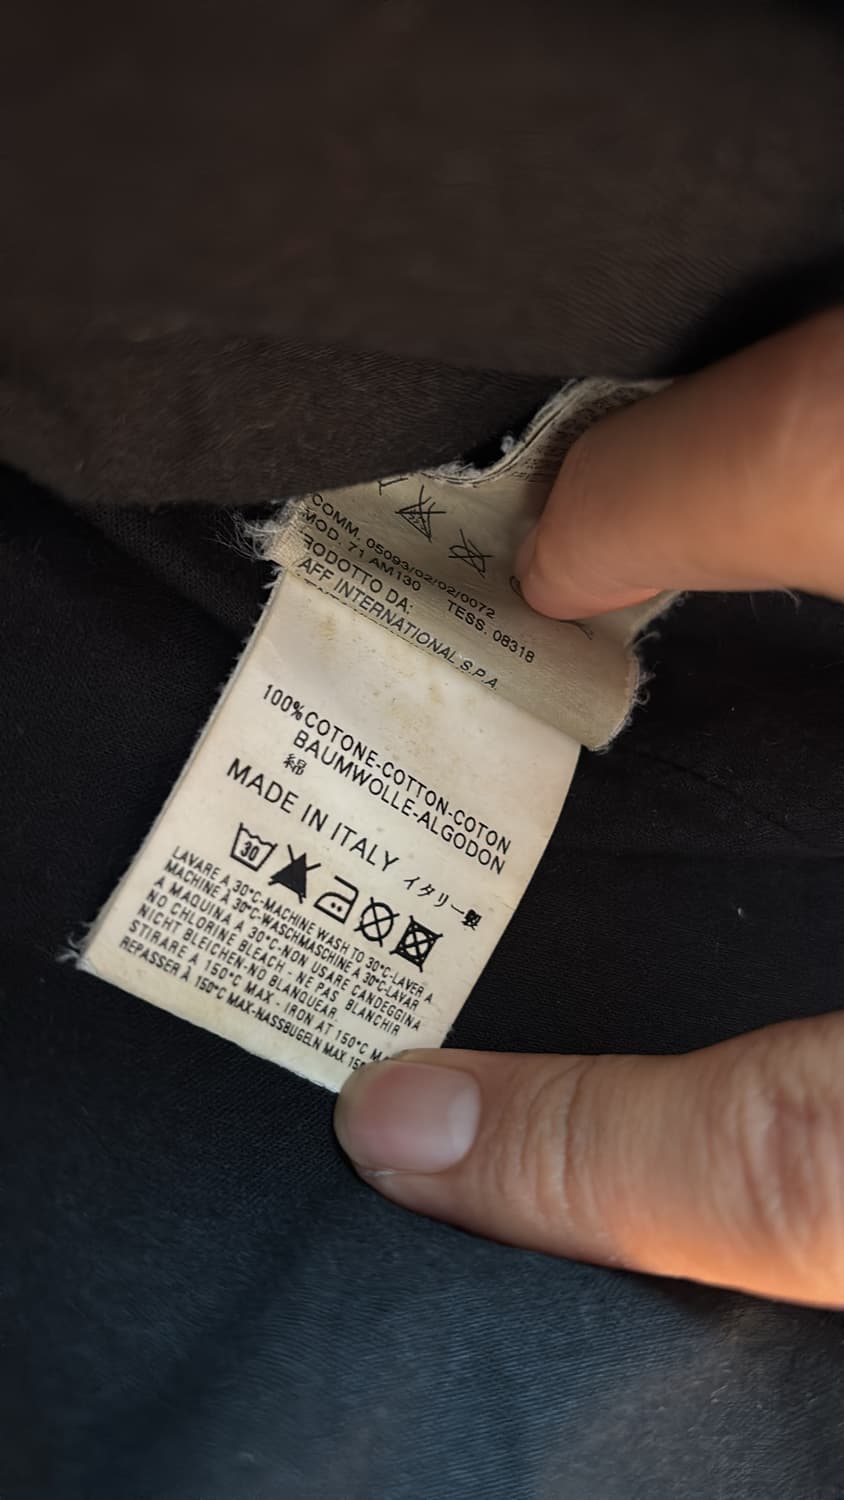 COMM. 05093/02/02/0072
MOD. 71 AM130 TESS. 08318
RODOTTO DA:
AFF INTERNATIONAL S.P.A.
100% COTONE-COTTON-COTON
BAUMWOLLE-ALGODON
綿
MADE IN ITALY イタリー製
30
LAVARE A 30°C-MACHINE WASH TO 30°C-LAVER A
MACHINE À 30°C-WASCHMASCHINE A 30°C-LAVAR
A MAQUINA A 30°C-NON USARE CANDEGGINA
NO CHLORINE BLEACH - NE PAS BLANCHIR
NICHT BLEICHEN-NO BLANQUEAR.
STIRARE A 150°C MAX - IRON AT 150°C
REPASSER À 150°C MAX-NASSBUGELN MAX